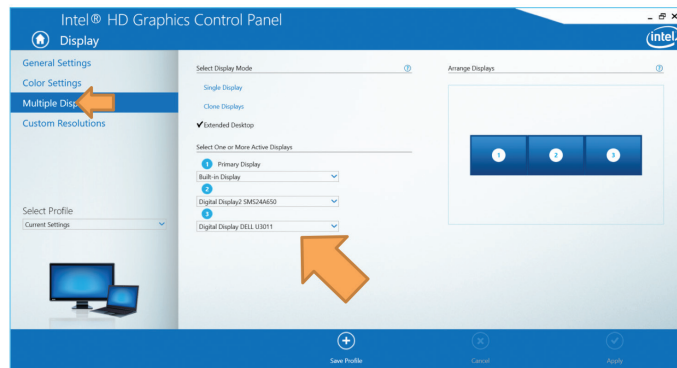 Intel® HD Graphics Control Panel
Display
intel
General Settings
Color Settings
Multiple Disp
Custom Resolutions
Select Profile
Current Settings
Select Display Mode
Single Display
Clone Displays
Extended Desktop
Select One or More Active Displays
1 Primary Display
Built-in Display
2
Digital Display2 SMS24A650
3
Digital Display DELL U3011
Arrange Displays
1 2 3
Save Profile
Cancel
Apply